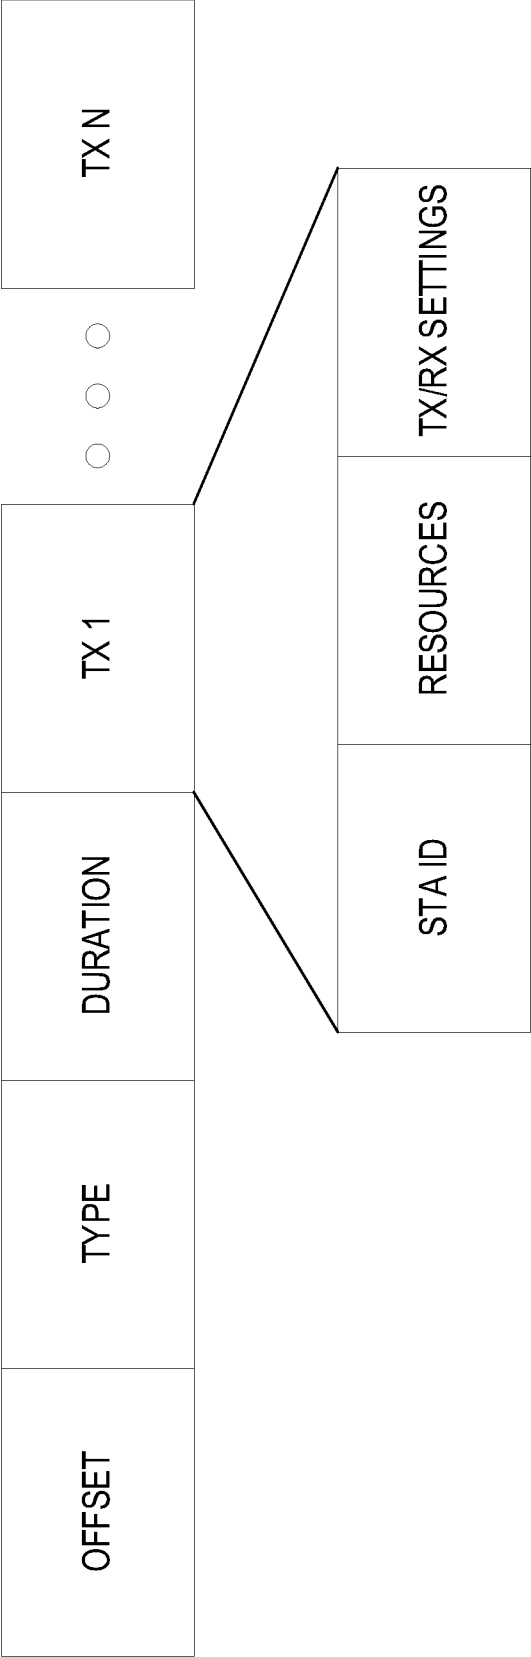 OFFSET
TYPE
DURATION
TX 1
TX N
STA ID
RESOURCES
TX/RX SETTINGS